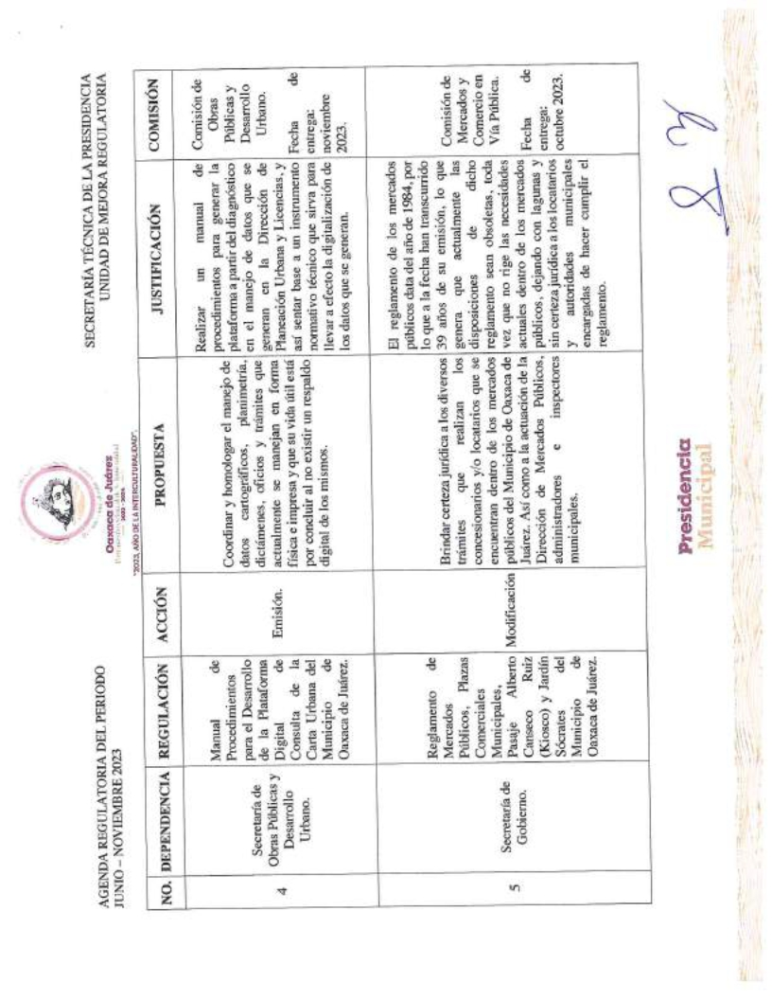 AGENDA REGULATORIA DEL PERIODO
JUNIO – NOVIEMBRE 2023
Oaxaca de Juárez
2022 - 2024
"2023, AÑO DE LA INTERCULTURALIDAD".
SECRETARÍA TÉCNICA DE LA PRESIDENCIA
UNIDAD DE MEJORA REGULATORIA
NO. DEPENDENCIA REGULACIÓN ACCIÓN PROPUESTA JUSTIFICACIÓN COMISIÓN
4
Secretaría de
Obras Públicas y
Desarrollo
Urbano.
Manual de
Procedimientos
para el Desarrollo
de la Plataforma
Digital de
Consulta de la
Carta Urbana del
Municipio de
Oaxaca de Juárez.
Emisión.
Coordinar y homologar el manejo de
datos cartográficos, planimetría,
dictámenes, oficios y trámites que
actualmente se manejan en forma
física e impresa y que su vida útil está
por concluir al no existir un respaldo
digital de los mismos.
Realizar un manual de
procedimientos para generar la
plataforma a partir del diagnóstico
en el manejo de datos que se
generan en la Dirección de
Planeación Urbana y Licencias, y
así sentar base a un instrumento
normativo técnico que sirva para
llevar a efecto la digitalización de
los datos que se generan.
Comisión de
Obras
Públicas y
Desarrollo
Urbano.
Fecha de
entrega:
noviembre
2023.
5
Secretaría de
Gobierno.
Reglamento de
Mercados
Públicos, Plazas
Comerciales
Municipales,
Pasaje Alberto
Canseco Ruiz
(Kiosco) y Jardín
Sócrates del
Municipio de
Oaxaca de Juárez.
Modificación
Brindar certeza jurídica a los diversos
trámites que realizan los
concesionarios y/o locatarios que se
encuentran dentro de los mercados
públicos del Municipio de Oaxaca de
Juárez. Así como a la actuación de la
Dirección de Mercados Públicos,
administradores e inspectores
municipales.
El reglamento de los mercados
públicos data del año de 1984, por
lo que a la fecha han transcurrido
39 años de su emisión, lo que
genera que actualmente las
disposiciones de dicho
reglamento sean obsoletas, toda
vez que no rige las necesidades
actuales dentro de los mercados
públicos, dejando con lagunas y
sin certeza jurídica a los locatarios
y autoridades municipales
encargadas de hacer cumplir el
reglamento.
Comisión de
Mercados y
Comercio en
Vía Pública.
Fecha de
entrega:
octubre 2023.
Presidencia
Municipal